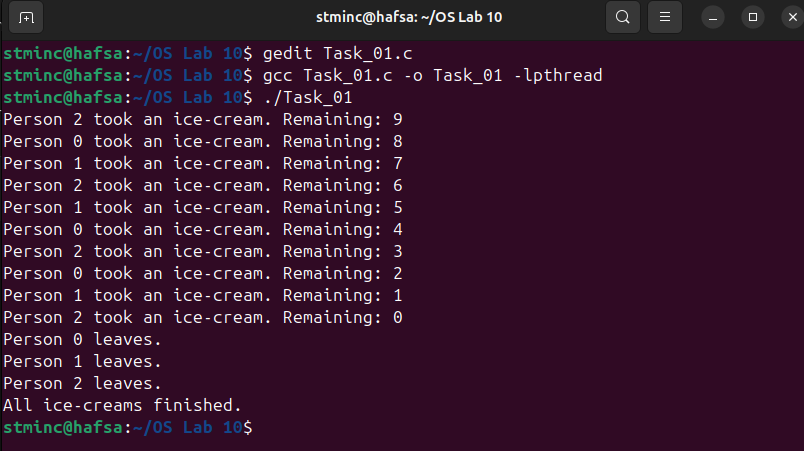 stminc@hafsa: ~/OS Lab 10
stminc@hafsa:~/OS Lab 10$ gedit Task_01.c
stminc@hafsa:~/OS Lab 10$ gcc Task_01.c -o Task_01 -lpthread
stminc@hafsa:~/OS Lab 10$ ./Task_01
Person 2 took an ice-cream. Remaining: 9
Person 0 took an ice-cream. Remaining: 8
Person 1 took an ice-cream. Remaining: 7
Person 2 took an ice-cream. Remaining: 6
Person 1 took an ice-cream. Remaining: 5
Person 0 took an ice-cream. Remaining: 4
Person 2 took an ice-cream. Remaining: 3
Person 0 took an ice-cream. Remaining: 2
Person 1 took an ice-cream. Remaining: 1
Person 2 took an ice-cream. Remaining: 0
Person 0 leaves.
Person 1 leaves.
Person 2 leaves.
All ice-creams finished.
stminc@hafsa:~/OS Lab 10$